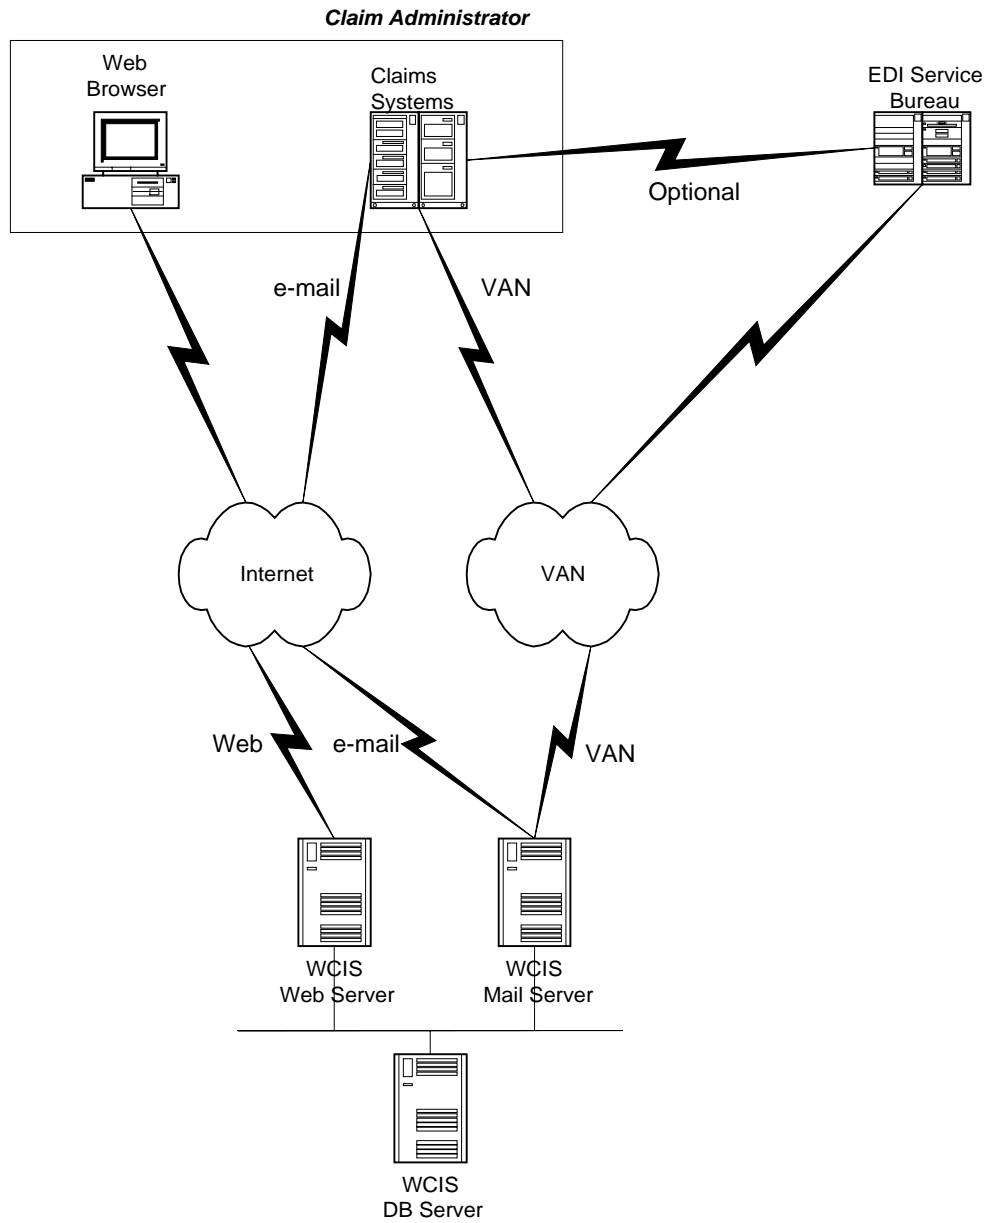 Claim Administrator
Web
Browser
Claims
Systems
EDI Service
Bureau
Optional
e-mail
VAN
Internet
VAN
Web
e-mail
VAN
WCIS
Web Server
WCIS
Mail Server
WCIS
DB Server